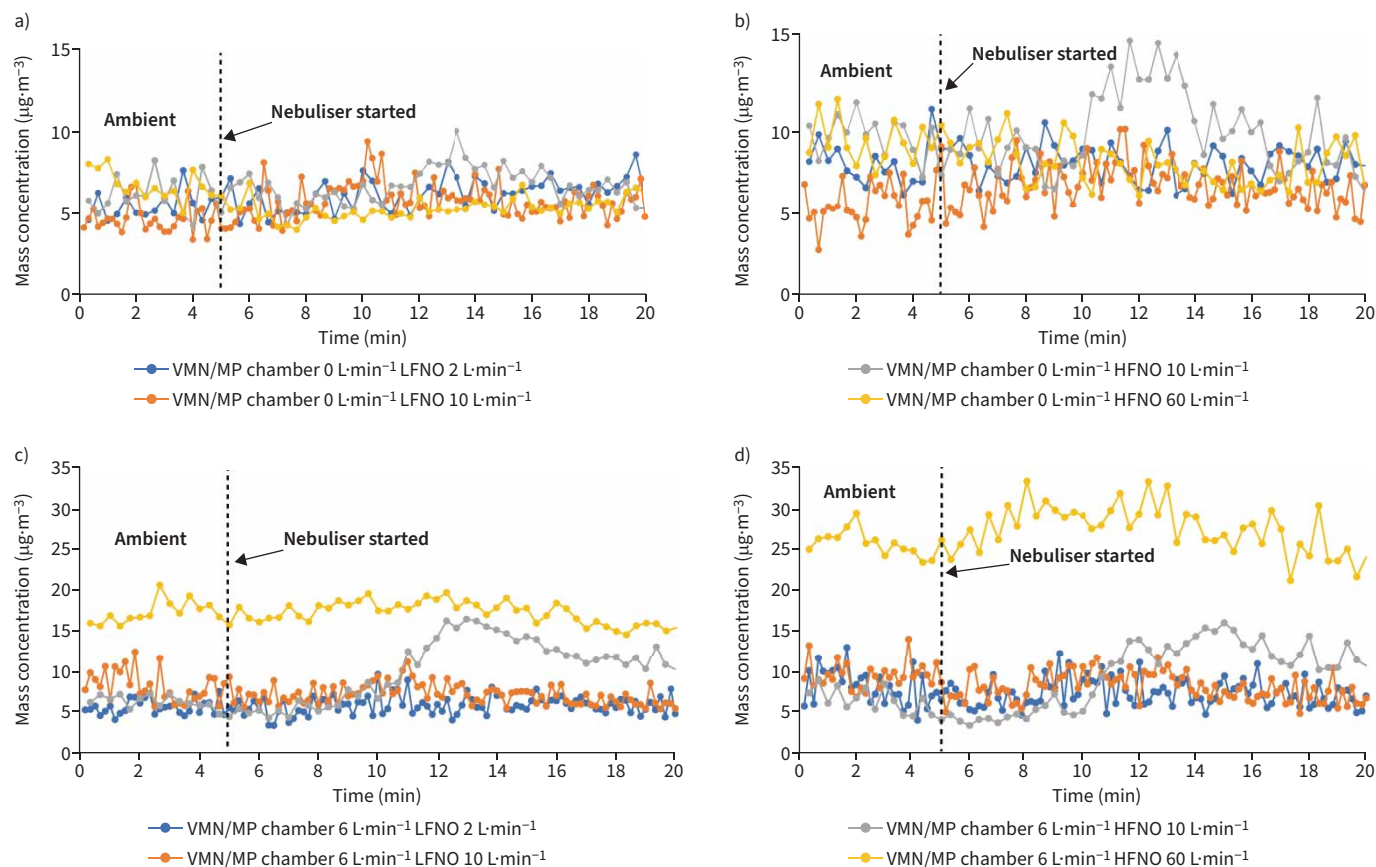 a)
15
10
5
0
Mass concentration (µg·m⁻³)
Ambient
Nebuliser started
0 2 4 6 8 10 12 14 16 18 20
Time (min)
VMN/MP chamber 0 L·min⁻¹ LFNO 2 L·min⁻¹
VMN/MP chamber 0 L·min⁻¹ LFNO 10 L·min⁻¹
b)
15
10
5
0
Mass concentration (µg·m⁻³)
Ambient
Nebuliser started
0 2 4 6 8 10 12 14 16 18 20
Time (min)
VMN/MP chamber 0 L·min⁻¹ HFNO 10 L·min⁻¹
VMN/MP chamber 0 L·min⁻¹ HFNO 60 L·min⁻¹
c)
35
30
25
20
15
10
5
0
Mass concentration (µg·m⁻³)
Ambient
Nebuliser started
0 2 4 6 8 10 12 14 16 18 20
Time (min)
VMN/MP chamber 6 L·min⁻¹ LFNO 2 L·min⁻¹
VMN/MP chamber 6 L·min⁻¹ LFNO 10 L·min⁻¹
d)
35
30
25
20
15
10
5
0
Mass concentration (µg·m⁻³)
Ambient
Nebuliser started
0 2 4 6 8 10 12 14 16 18 20
Time (min)
VMN/MP chamber 6 L·min⁻¹ HFNO 10 L·min⁻¹
VMN/MP chamber 6 L·min⁻¹ HFNO 60 L·min⁻¹